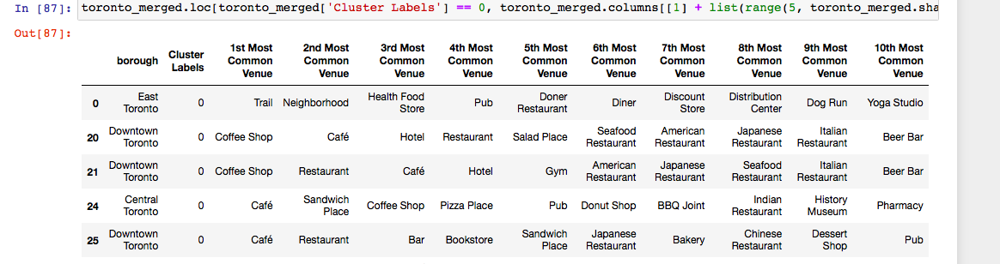 In [87]: toronto_merged.loc[toronto_merged['Cluster Labels'] == 0, toronto_merged.columns[[1] + list(range(5, toronto_merged.sha
Out[87]:
borough Cluster Labels 1st Most Common Venue 2nd Most Common Venue 3rd Most Common Venue 4th Most Common Venue 5th Most Common Venue 6th Most Common Venue 7th Most Common Venue 8th Most Common Venue 9th Most Common Venue 10th Most Common Venue
0 East Toronto 0 Trail Neighborhood Health Food Store Pub Doner Restaurant Diner Discount Store Distribution Center Dog Run Yoga Studio
20 Downtown Toronto 0 Coffee Shop Café Hotel Restaurant Salad Place Seafood Restaurant American Restaurant Japanese Restaurant Italian Restaurant Beer Bar
21 Downtown Toronto 0 Coffee Shop Restaurant Café Hotel Gym American Restaurant Japanese Restaurant Seafood Restaurant Italian Restaurant Beer Bar
24 Central Toronto 0 Café Sandwich Place Coffee Shop Pizza Place Pub Donut Shop BBQ Joint Indian Restaurant History Museum Pharmacy
25 Downtown Toronto 0 Café Restaurant Bar Bookstore Sandwich Place Japanese Restaurant Bakery Chinese Restaurant Dessert Shop Pub